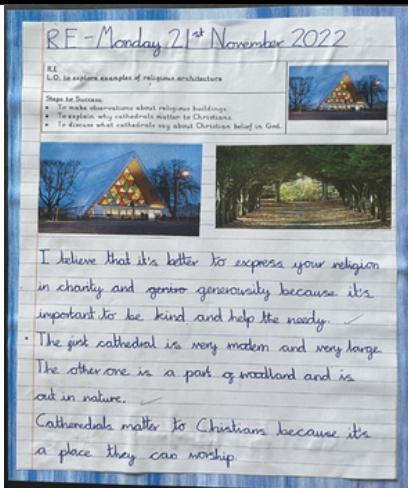 RE - Monday 21st November 2022
RE
L.O. to explore examples of religious architecture
Steps to Success:
• To make observations about religious buildings.
• To explain why cathedrals matter to Christians.
• To discuss what cathedrals say about Christian belief in God.
I believe that it's better to express your religion
in charity and gentro generousity because it's
important to be kind and help the needy.
• The first cathedral is very modern and very large
The other one is a part of woodland and is
out in nature.
Catheredrals matter to Christians because it's
a place they can worship.